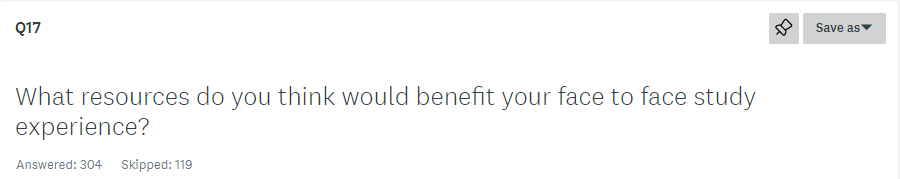 Q17
Save as
What resources do you think would benefit your face to face study
experience?
Answered: 304 Skipped: 119